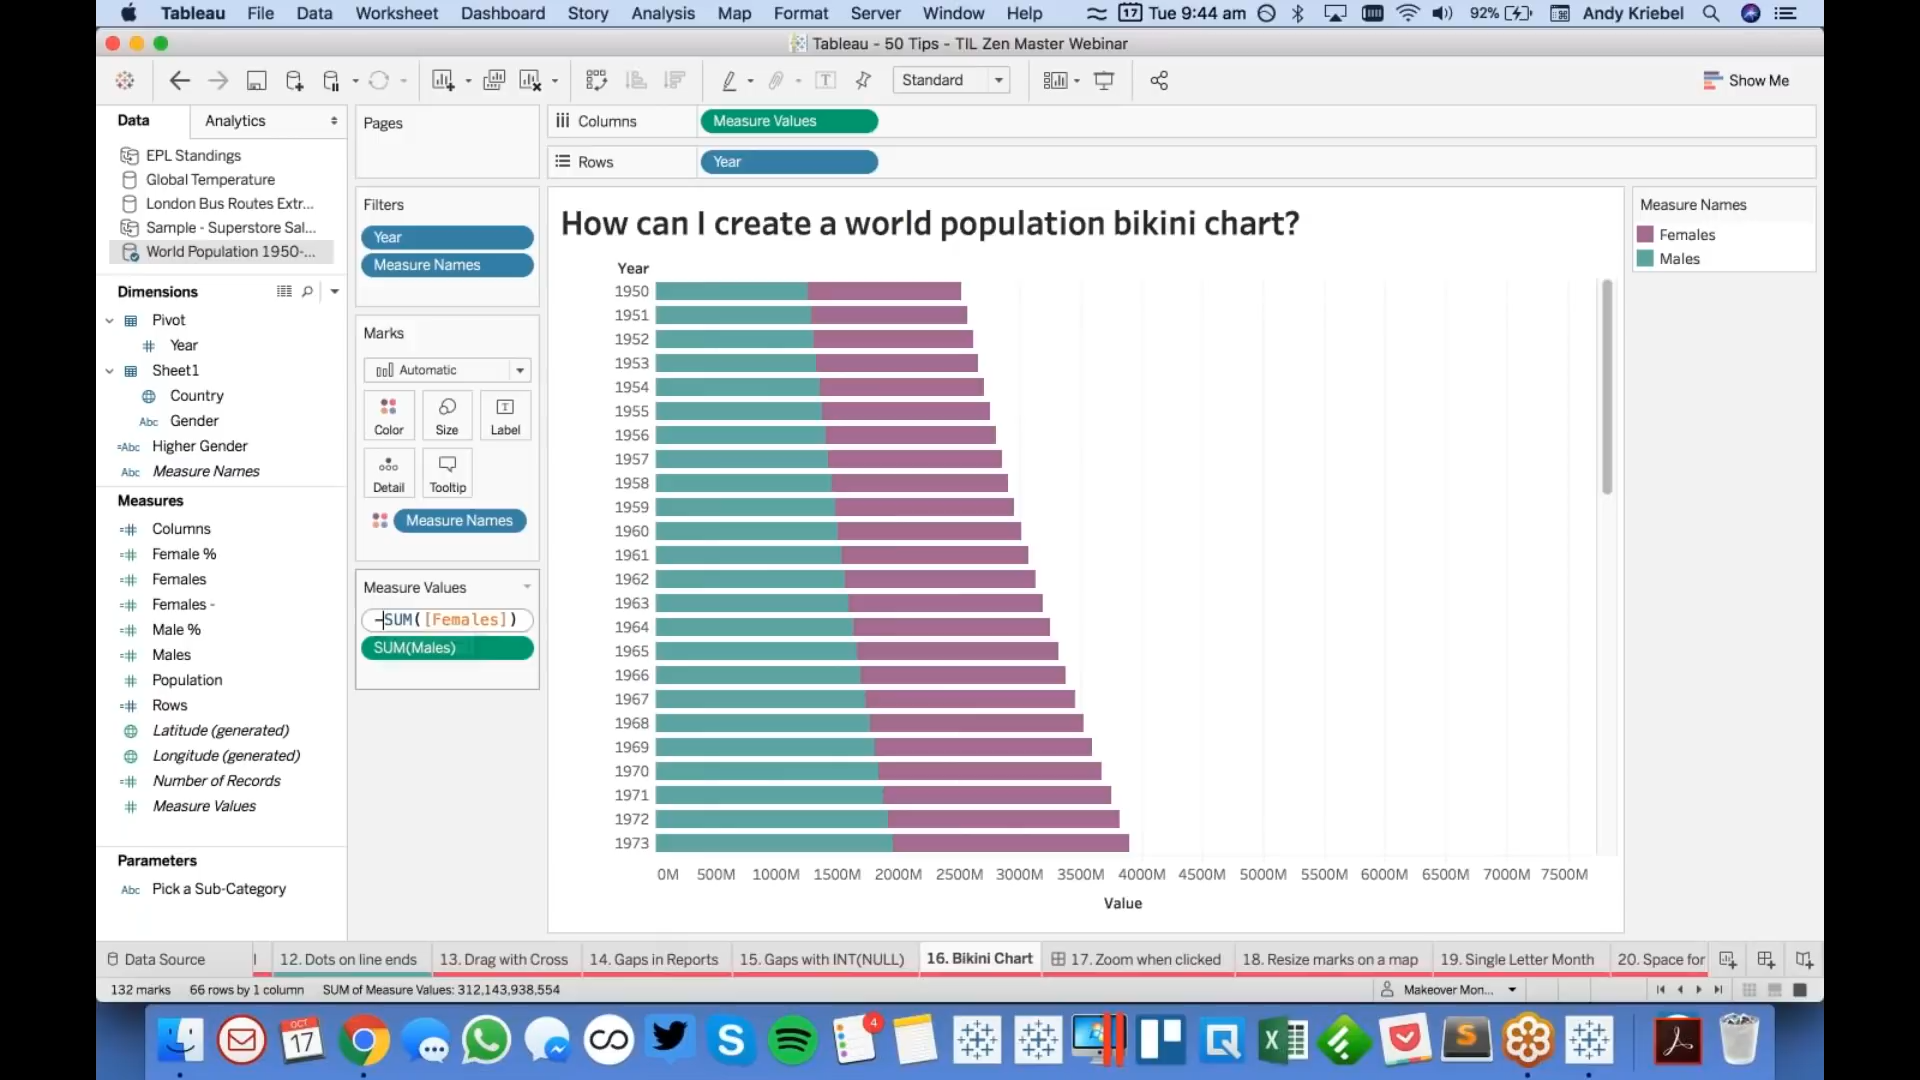 Tableau File Data Worksheet Dashboard Story Analysis Map Format Server Window Help 17 Tue 9:44 am 92% Andy Kriebel
Tableau - 50 Tips - TIL Zen Master Webinar
Standard
Show Me
Data
Analytics
EPL Standings
Global Temperature
London Bus Routes Extr...
Sample - Superstore Sal...
World Population 1950-...
Dimensions
Pivot
Year
Sheet1
Country
Abc Gender
=Abc Higher Gender
Abc Measure Names
Measures
Columns
Female %
Females
Females -
Male %
Males
Population
Rows
Latitude (generated)
Longitude (generated)
Number of Records
Measure Values
Parameters
Abc Pick a Sub-Category
Pages
Filters
Year
Measure Names
Marks
Automatic
Color
Size
Label
Detail
Tooltip
Measure Names
Measure Values
-SUM([Females])
SUM(Males)
Columns
Measure Values
Rows
Year
How can I create a world population bikini chart?
Year
1950
1951
1952
1953
1954
1955
1956
1957
1958
1959
1960
1961
1962
1963
1964
1965
1966
1967
1968
1969
1970
1971
1972
1973
0M 500M 1000M 1500M 2000M 2500M 3000M 3500M 4000M 4500M 5000M 5500M 6000M 6500M 7000M 7500M
Value
Measure Names
Females
Males
Data Source
12. Dots on line ends
13. Drag with Cross
14. Gaps in Reports
15. Gaps with INT(NULL)
16. Bikini Chart
17. Zoom when clicked
18. Resize marks on a map
19. Single Letter Month
20. Space for
132 marks 66 rows by 1 column SUM of Measure Values: 312,143,938,554
Makeover Mon...
OCT
17
4